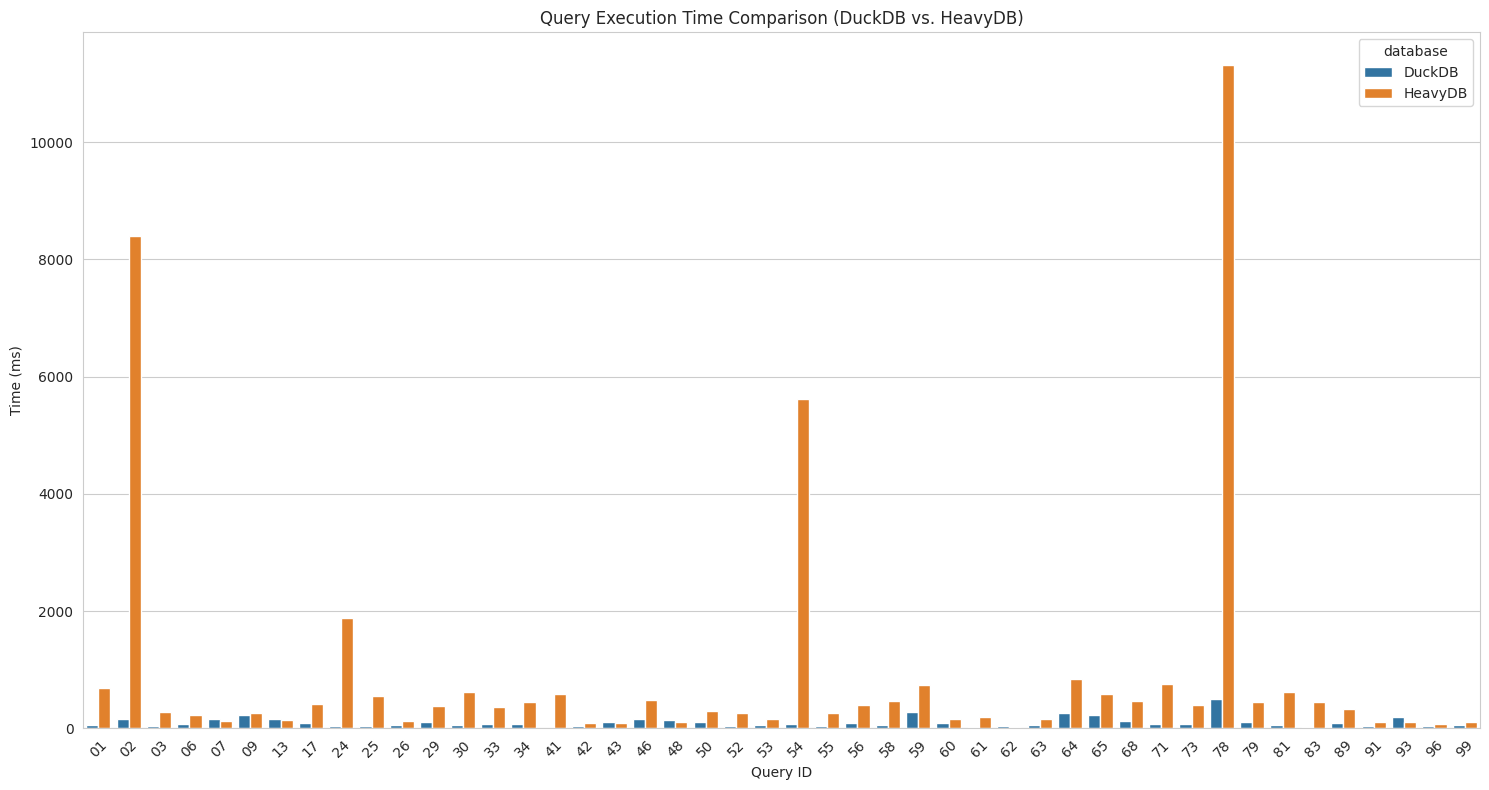 Query Execution Time Comparison (DuckDB vs. HeavyDB)
database
DuckDB
HeavyDB
Time (ms)
10000
8000
6000
4000
2000
0
01 02 03 06 07 09 13 17 24 25 26 29 30 33 34 41 42 43 46 48 50 52 53 54 55 56 58 59 60 61 62 63 64 65 68 71 73 78 79 81 83 89 91 93 96 99
Query ID